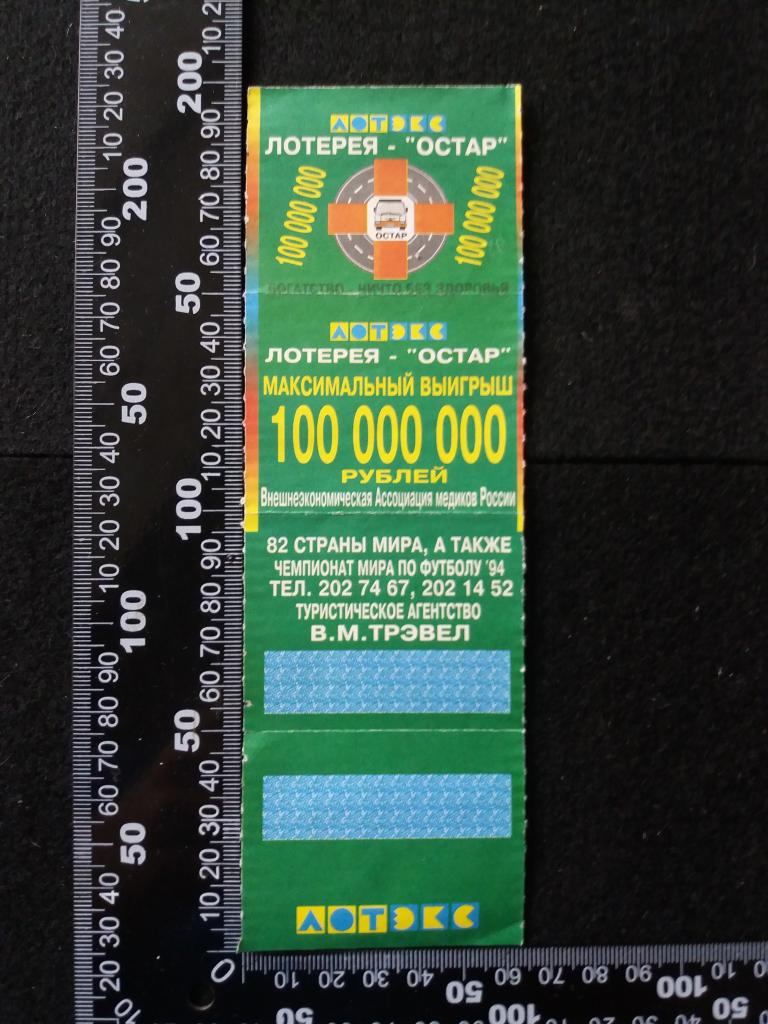 ЛОТЭКС
ЛОТЕРЕЯ - "ОСТАР"
100 000 000
100 000 000
ОСТАР
БОГАТСТВО - НИЧТО БЕЗ ЗДОРОВЬЯ
ЛОТЭКС
ЛОТЕРЕЯ - "ОСТАР"
МАКСИМАЛЬНЫЙ ВЫИГРЫШ
100 000 000
РУБЛЕЙ
Внешнеэкономическая Ассоциация медиков России
82 СТРАНЫ МИРА, А ТАКЖЕ
ЧЕМПИОНАТ МИРА ПО ФУТБОЛУ '94
ТЕЛ. 202 74 67, 202 14 52
ТУРИСТИЧЕСКОЕ АГЕНТСТВО
В.М.ТРЭВЕЛ
ЛОТЭКС